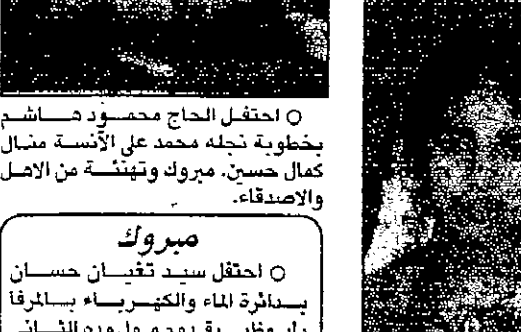 ○ احتفل الحاج محمود هاشم
بخطوبة نجله محمد على الآنسة منال
كمال حسين. مبروك وتهنئة من الاهل
والاصدقاء.
مبروك
○ احتفل سيد تغيان حسان
بدائرة الماء والكهرباء بالمرفأ